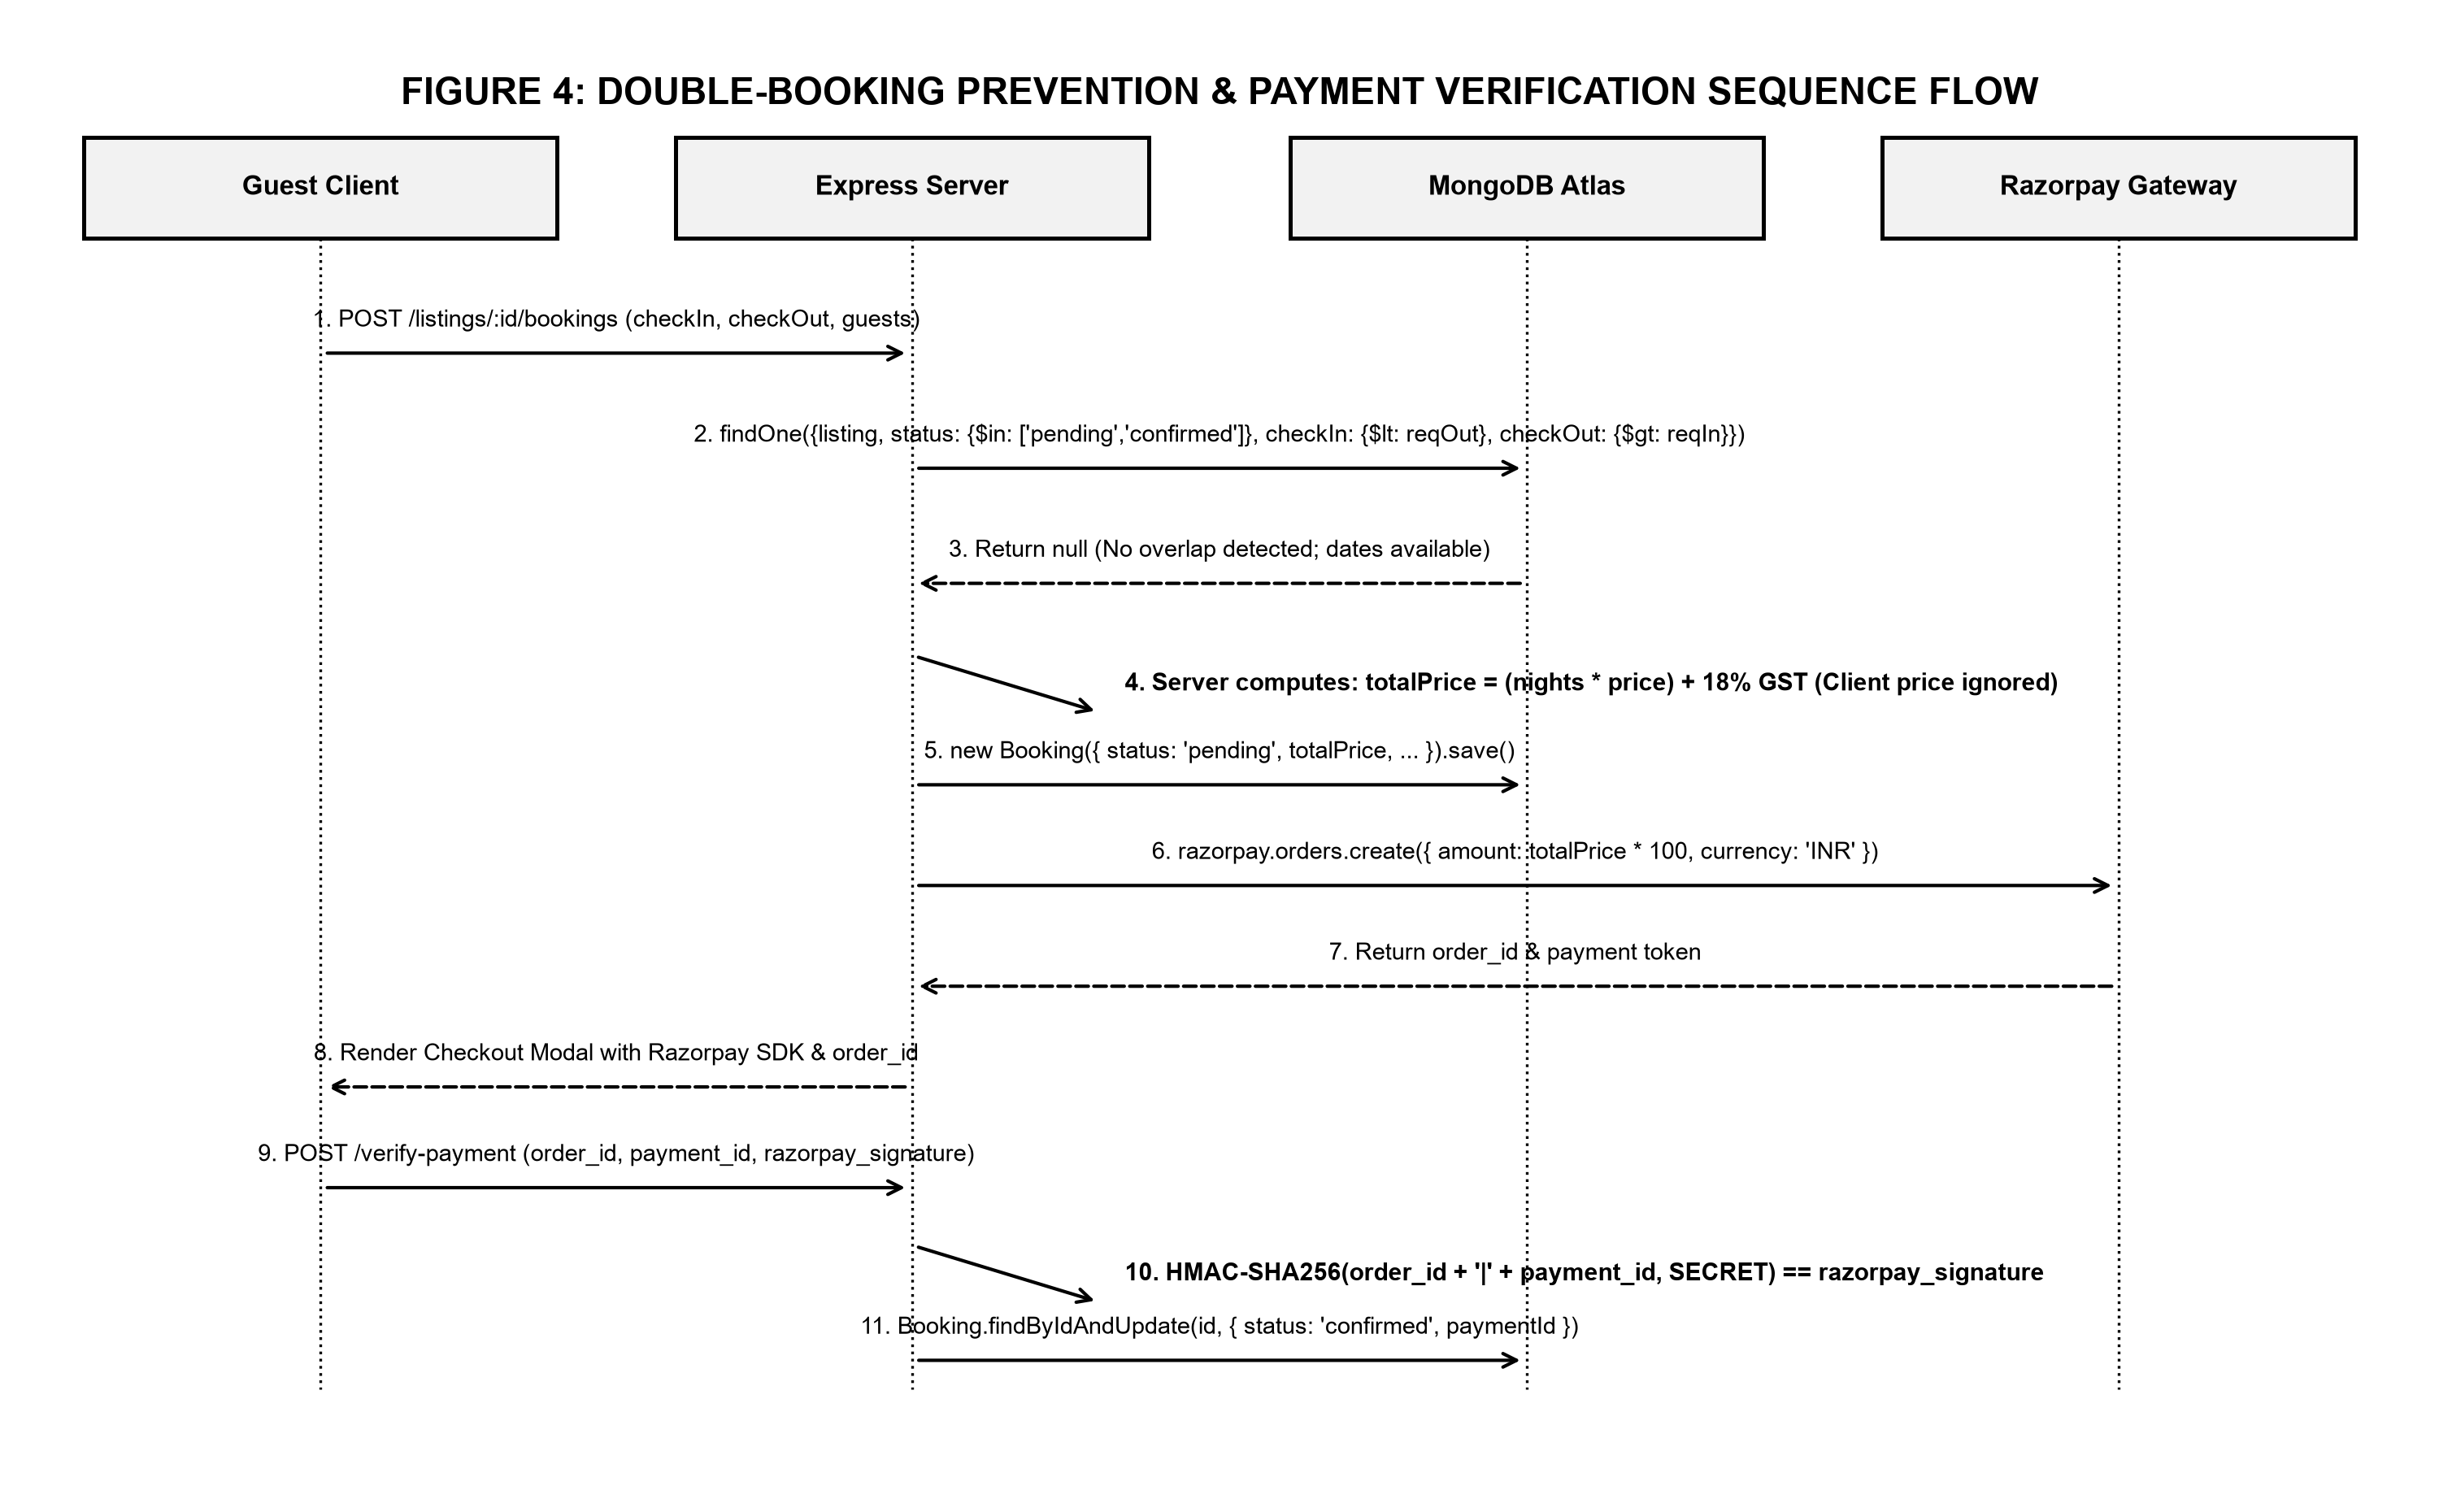 FIGURE 4: DOUBLE-BOOKING PREVENTION & PAYMENT VERIFICATION SEQUENCE FLOW
Guest Client
Express Server
MongoDB Atlas
Razorpay Gateway
1. POST /listings/:id/bookings (checkIn, checkOut, guests)
2. findOne({listing, status: {$in: ['pending','confirmed']}, checkIn: {$lt: reqOut}, checkOut: {$gt: reqIn}})
3. Return null (No overlap detected; dates available)
4. Server computes: totalPrice = (nights * price) + 18% GST (Client price ignored)
5. new Booking({ status: 'pending', totalPrice, ... }).save()
6. razorpay.orders.create({ amount: totalPrice * 100, currency: 'INR' })
7. Return order_id & payment token
8. Render Checkout Modal with Razorpay SDK & order_id
9. POST /verify-payment (order_id, payment_id, razorpay_signature)
10. HMAC-SHA256(order_id + '|' + payment_id, SECRET) == razorpay_signature
11. Booking.findByIdAndUpdate(id, { status: 'confirmed', paymentId })